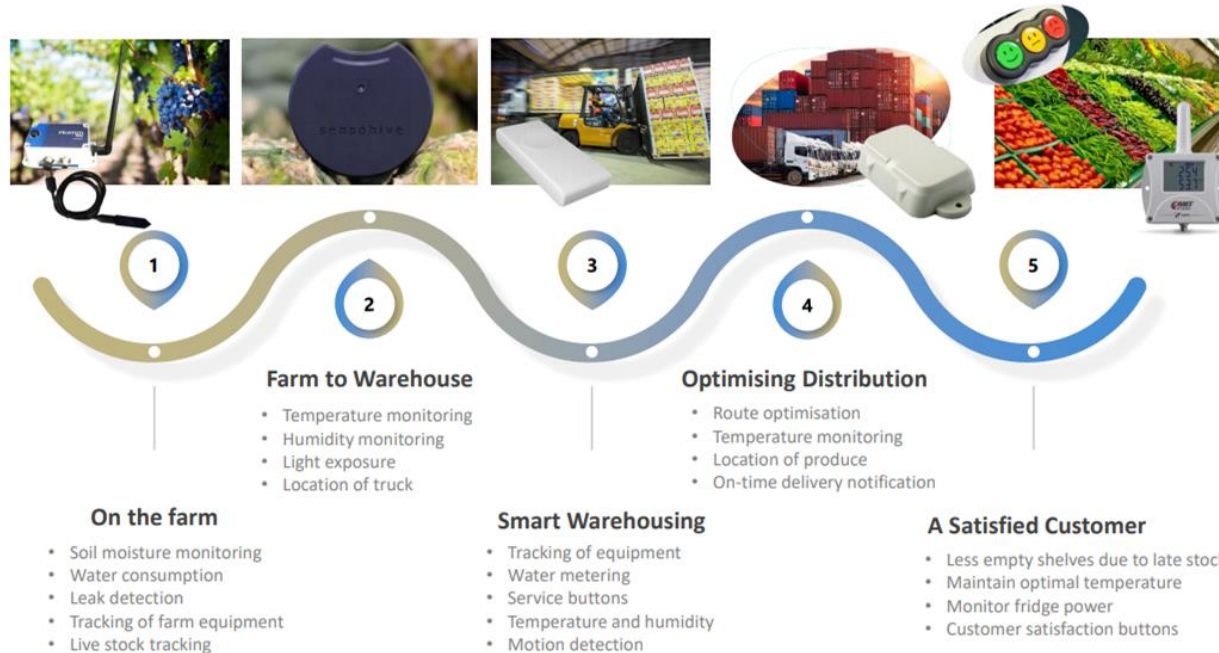 sensohive
1
2
3
4
5
Farm to Warehouse
• Temperature monitoring
• Humidity monitoring
• Light exposure
• Location of truck
Optimising Distribution
• Route optimisation
• Temperature monitoring
• Location of produce
• On-time delivery notification
On the farm
• Soil moisture monitoring
• Water consumption
• Leak detection
• Tracking of farm equipment
• Live stock tracking
Smart Warehousing
• Tracking of equipment
• Water metering
• Service buttons
• Temperature and humidity
• Motion detection
A Satisfied Customer
• Less empty shelves due to late stock
• Maintain optimal temperature
• Monitor fridge power
• Customer satisfaction buttons